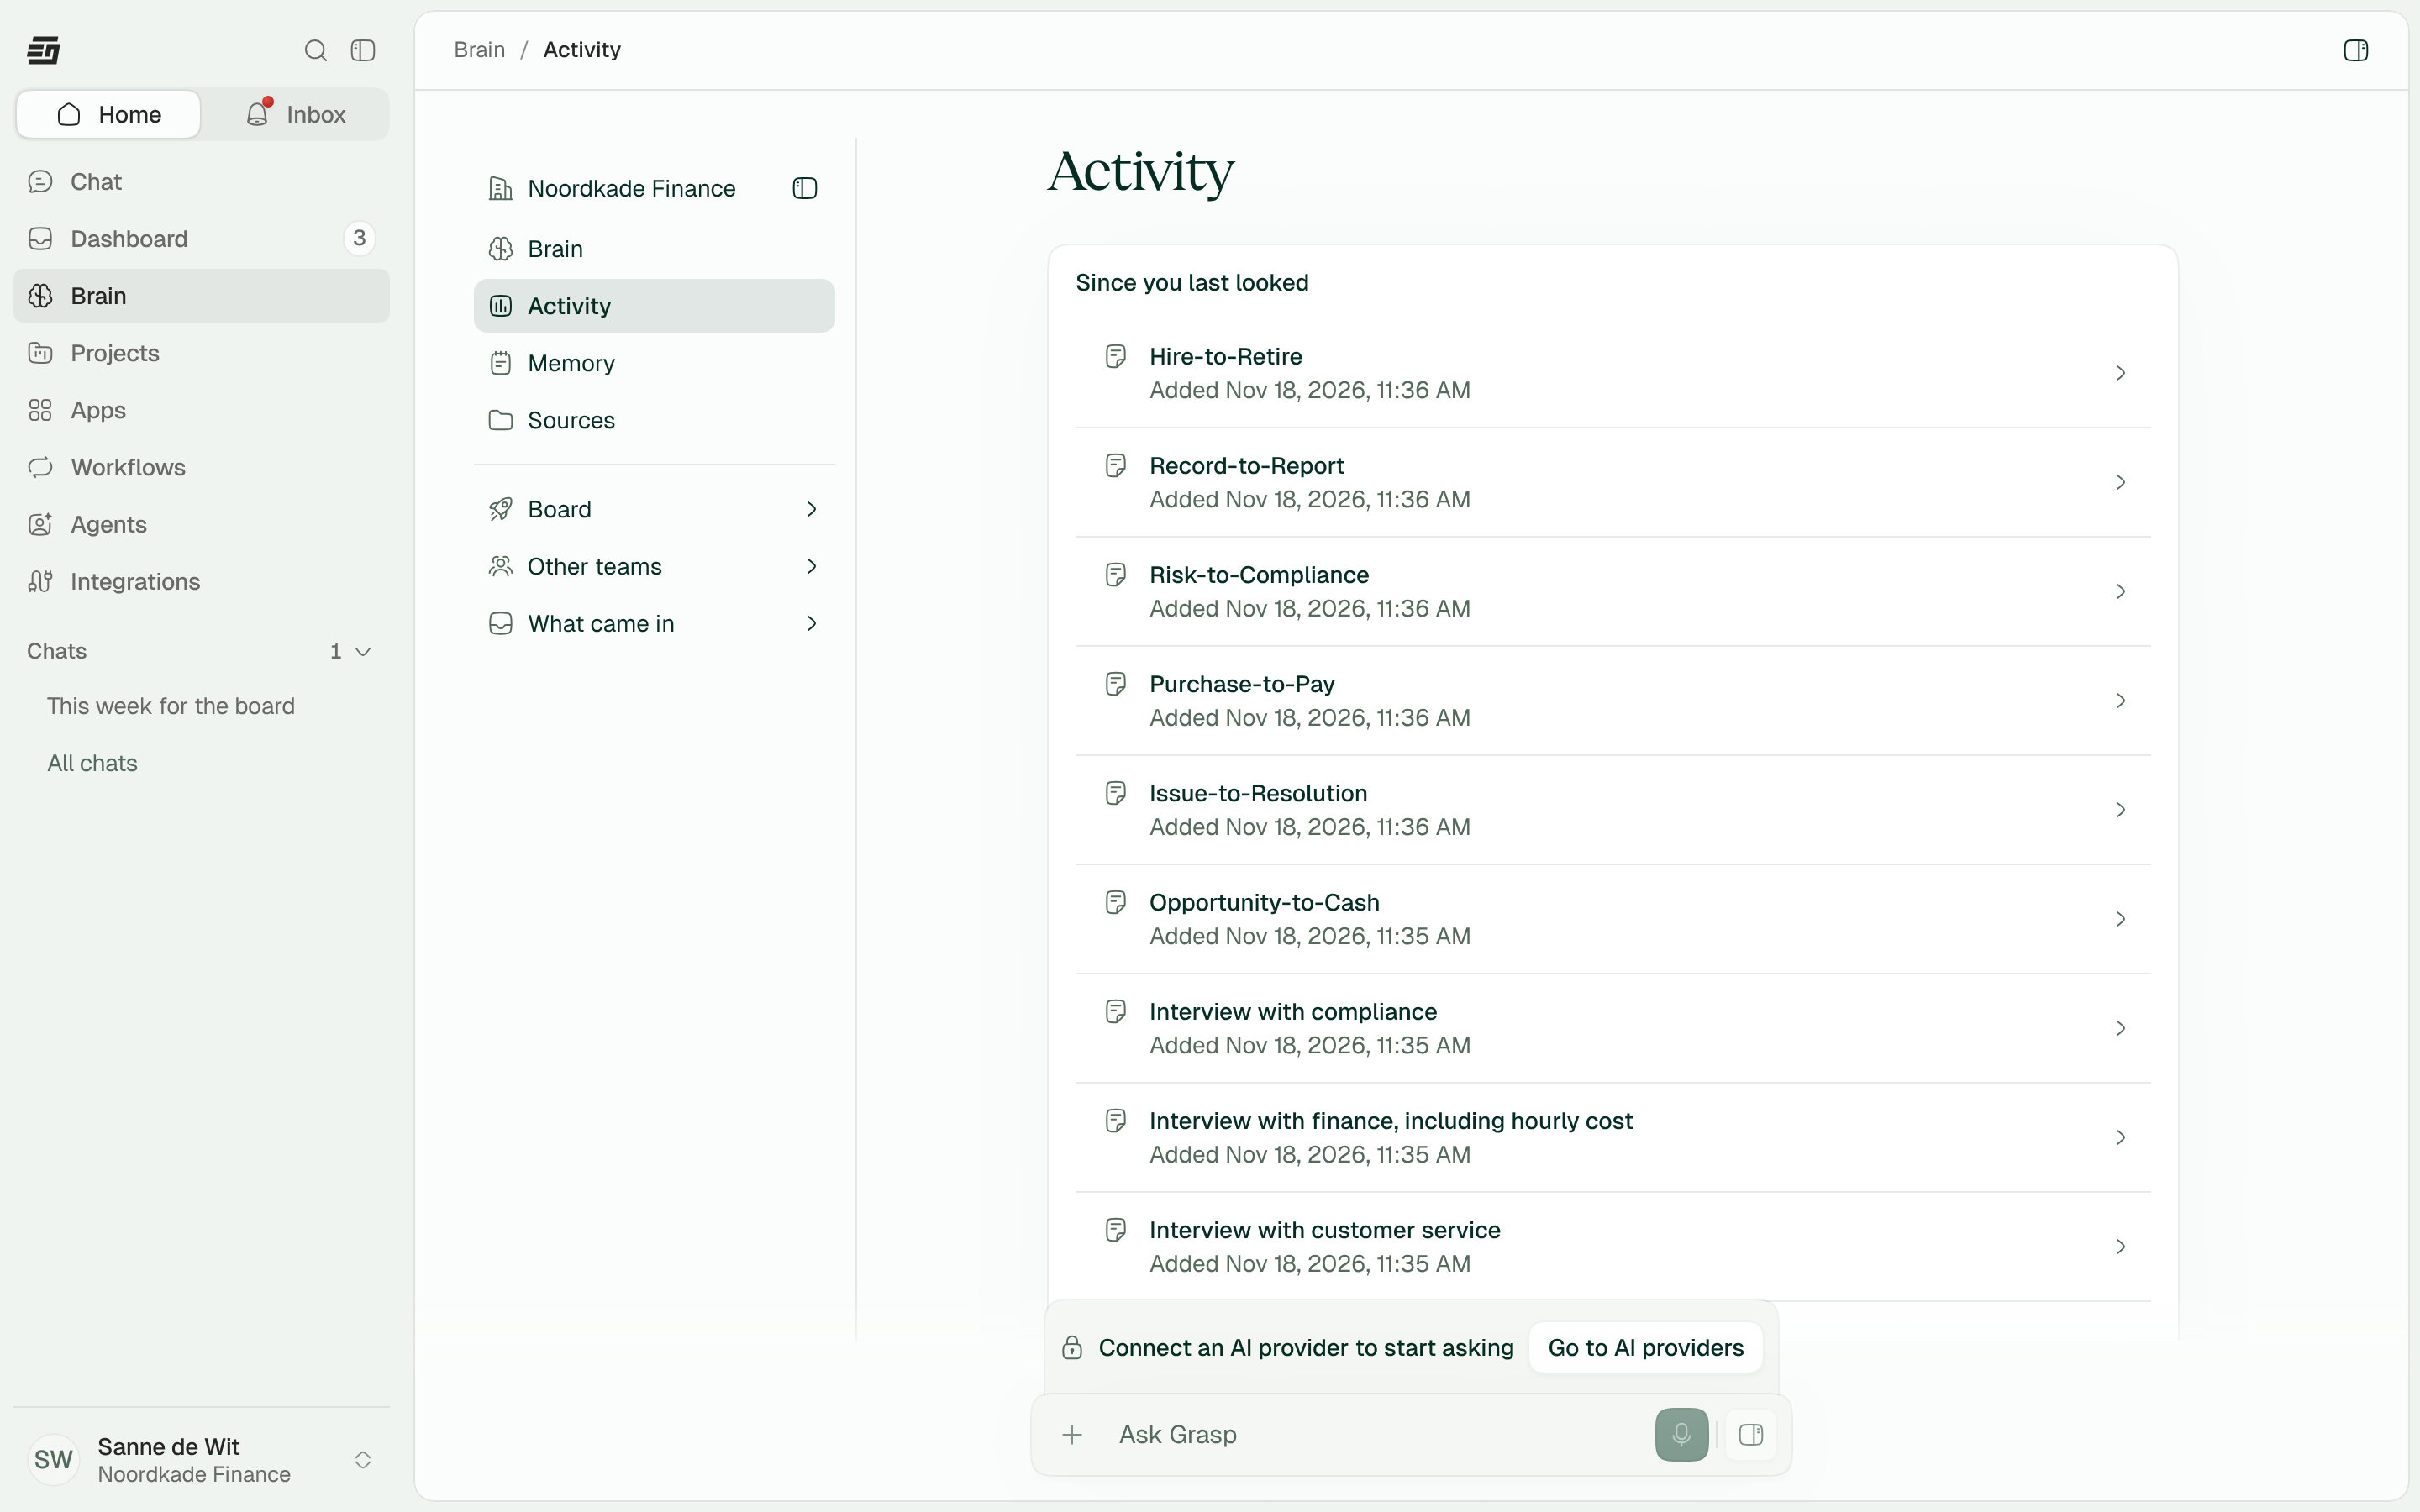 Home
Inbox
Chat
Dashboard
3
Brain
Projects
Apps
Workflows
Agents
Integrations
Chats
1
This week for the board
All chats
SW
Sanne de Wit
Noordkade Finance
Brain / Activity
Noordkade Finance
Brain
Activity
Memory
Sources
Board
Other teams
What came in
Activity
Since you last looked
Hire-to-Retire
Added Nov 18, 2026, 11:36 AM
Record-to-Report
Added Nov 18, 2026, 11:36 AM
Risk-to-Compliance
Added Nov 18, 2026, 11:36 AM
Purchase-to-Pay
Added Nov 18, 2026, 11:36 AM
Issue-to-Resolution
Added Nov 18, 2026, 11:36 AM
Opportunity-to-Cash
Added Nov 18, 2026, 11:35 AM
Interview with compliance
Added Nov 18, 2026, 11:35 AM
Interview with finance, including hourly cost
Added Nov 18, 2026, 11:35 AM
Interview with customer service
Added Nov 18, 2026, 11:35 AM
Connect an AI provider to start asking
Go to AI providers
Ask Grasp